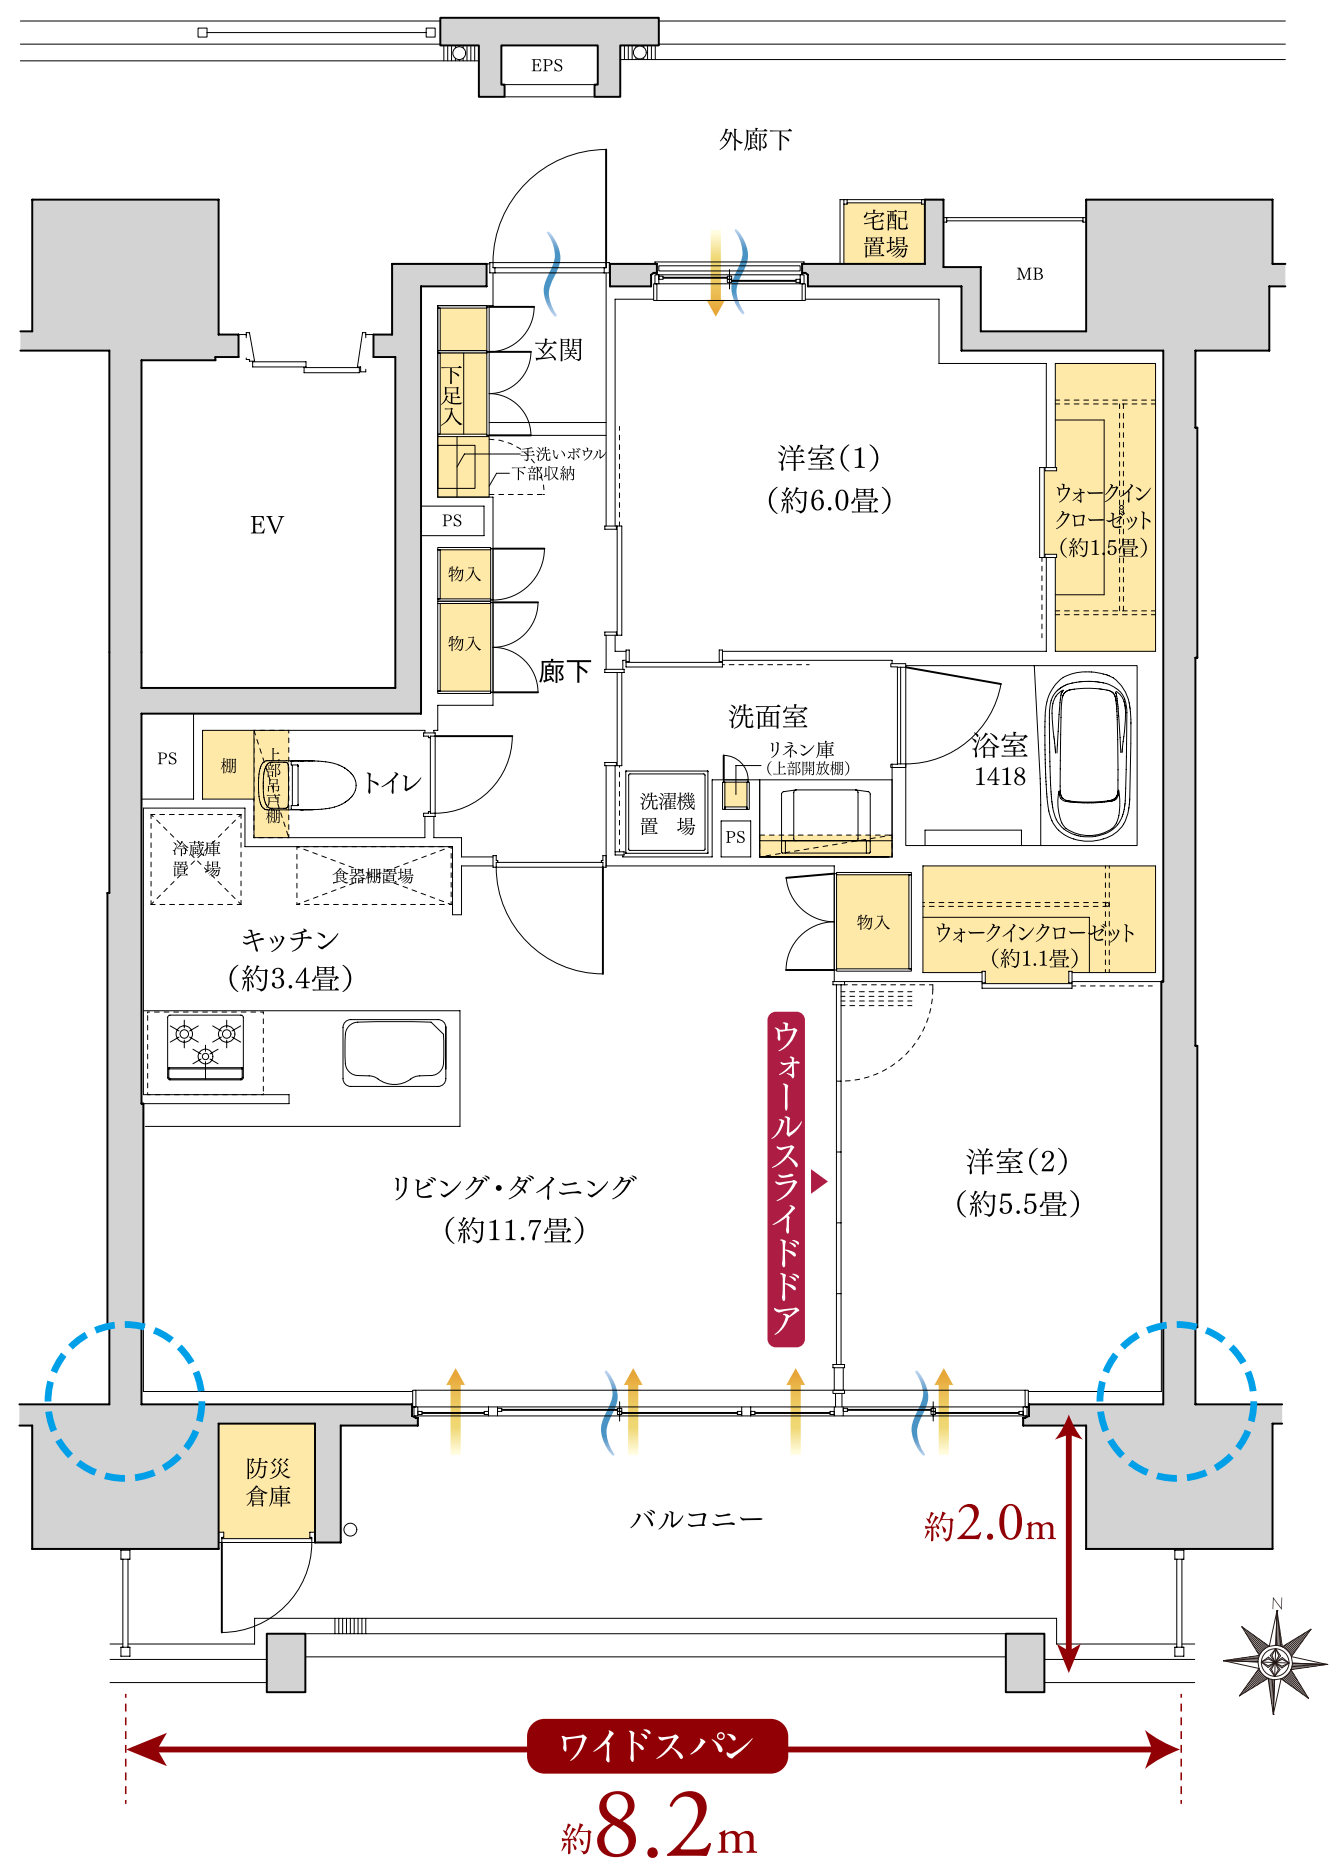 EPS
外廊下
宅配
置場
MB
玄関
下足入
手洗いボウル
下部収納
洋室（1）
（約6.0畳）
ウォークイン
クローゼット
（約1.5畳）
EV
PS
物入
物入
廊下
洗面室
リネン庫
（上部開放棚）
浴室
1418
PS
棚
上部吊戸棚
トイレ
洗濯機
置　場
PS
冷蔵庫
置　場
食器棚置場
物入
ウォークインクローゼット
（約1.1畳）
キッチン
（約3.4畳）
ウォールスライドドア
洋室（2）
（約5.5畳）
リビング・ダイニング
（約11.7畳）
防災
倉庫
バルコニー
約2.0m
N
ワイドスパン
約8.2m